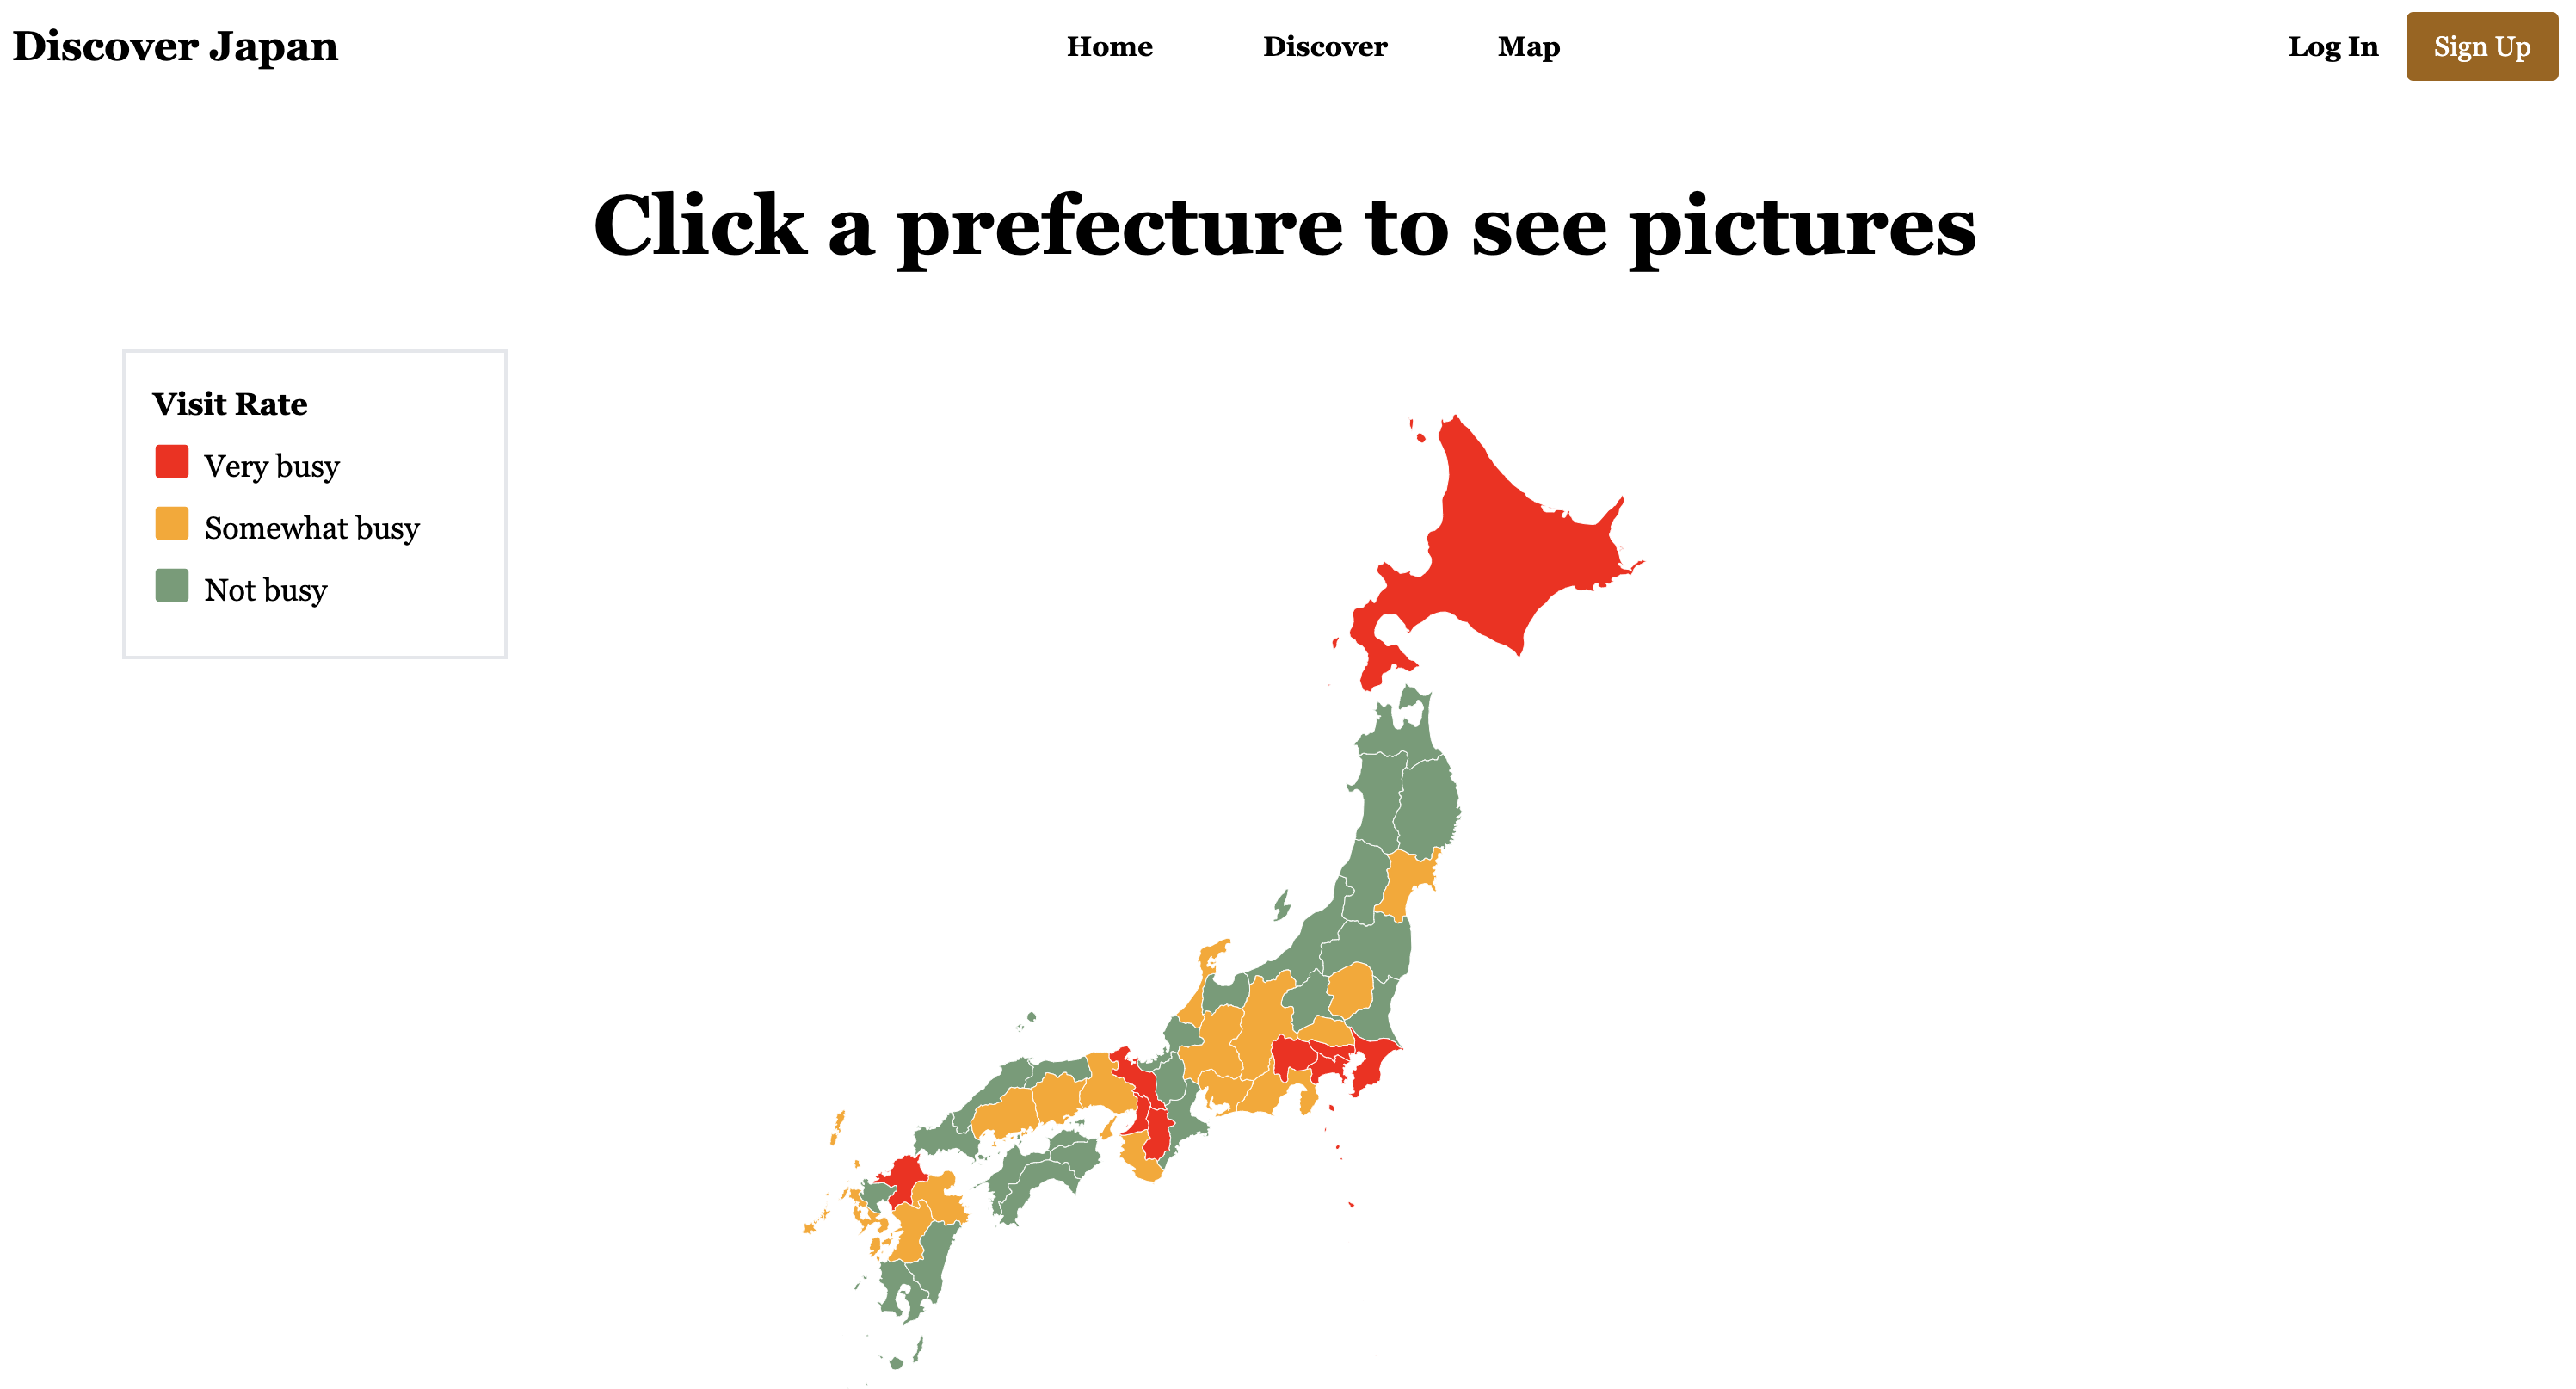 Discover Japan
Home
Discover
Map
Log In
Sign Up
Click a prefecture to see pictures
Visit Rate
Very busy
Somewhat busy
Not busy